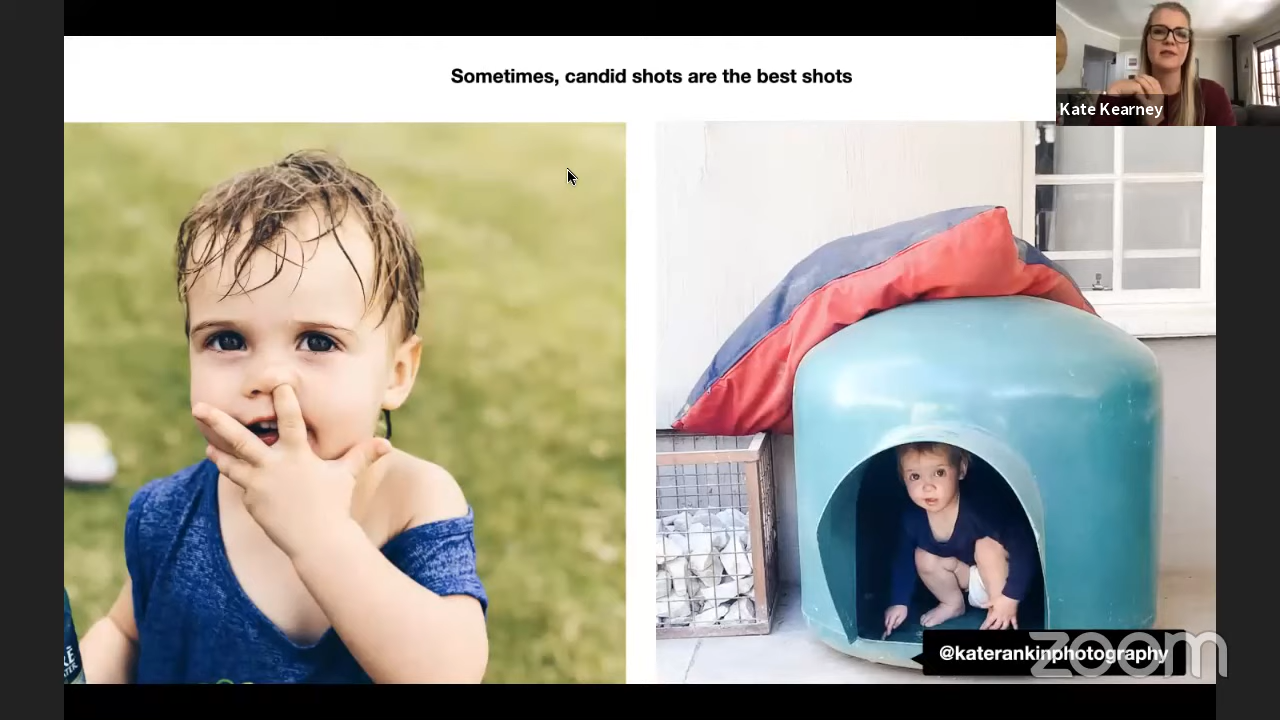 Sometimes, candid shots are the best shots
Kate Kearney
@katerankinphotography
zoom